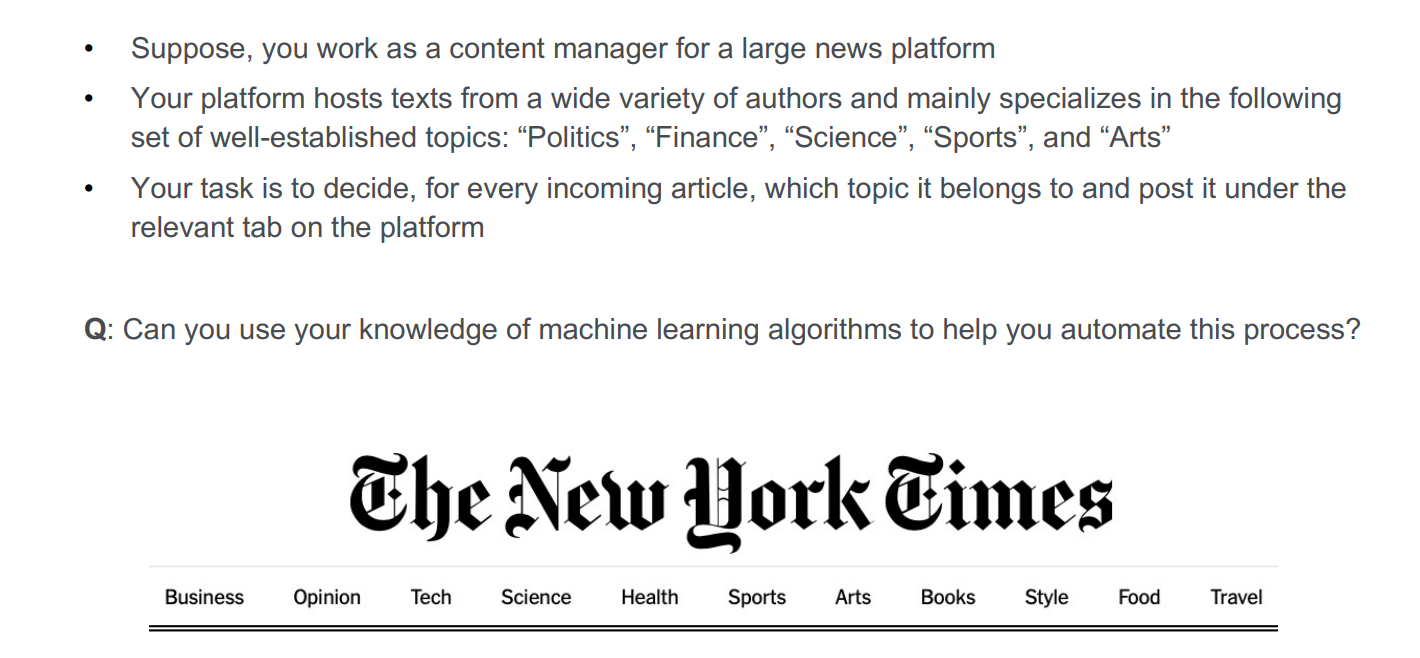 • Suppose, you work as a content manager for a large news platform
• Your platform hosts texts from a wide variety of authors and mainly specializes in the following
set of well-established topics: “Politics”, “Finance”, “Science”, “Sports”, and “Arts”
• Your task is to decide, for every incoming article, which topic it belongs to and post it under the
relevant tab on the platform
Q: Can you use your knowledge of machine learning algorithms to help you automate this process?
The New York Times
Business Opinion Tech Science Health Sports Arts Books Style Food Travel